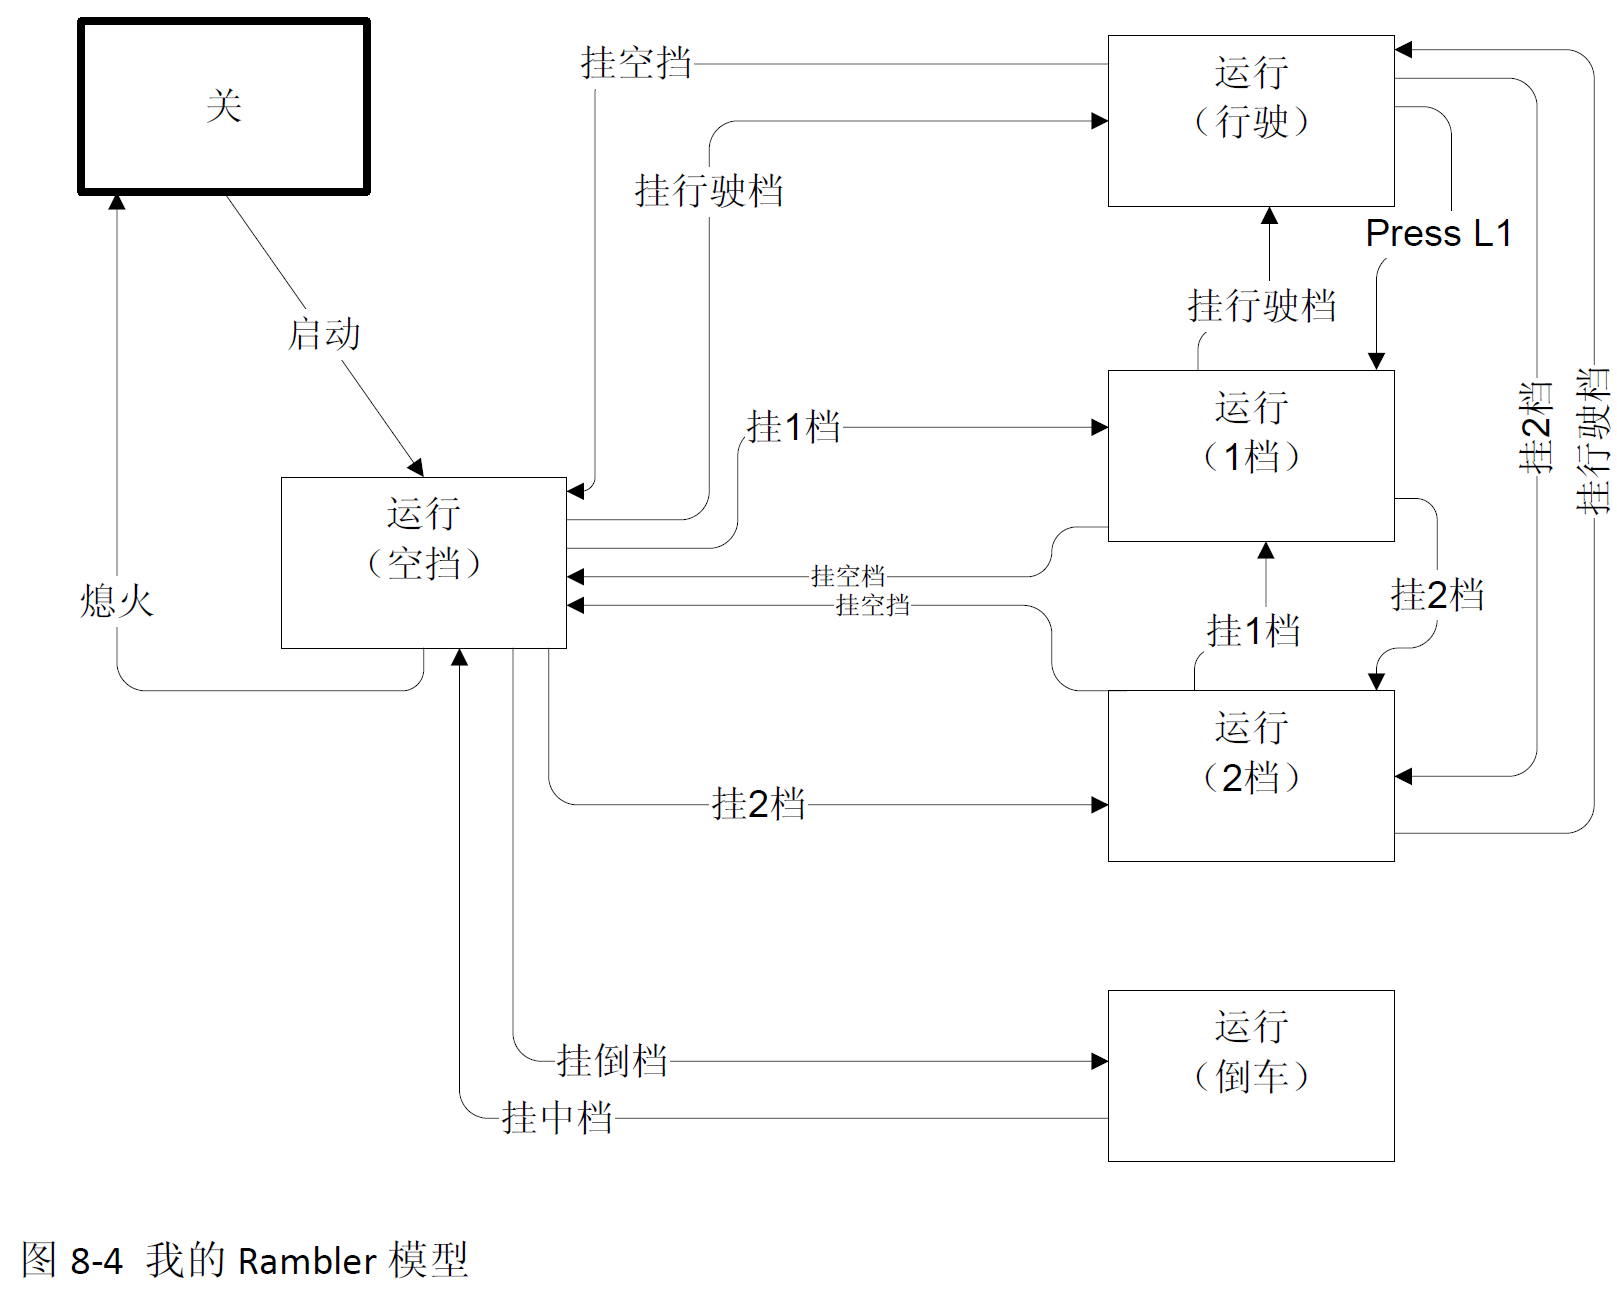 关
挂空挡
运行
（行驶）
挂行驶档
Press L1
启动
挂行驶档
挂1档
运行
（1档）
挂2档
挂行驶档
运行
（空挡）
熄火
挂空档
挂空挡
挂1档
挂2档
运行
（2档）
挂2档
运行
（倒车）
挂倒档
挂中档
图 8-4 我的 Rambler 模型